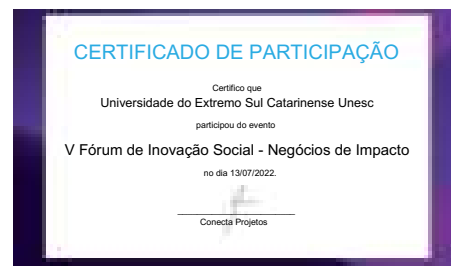 CERTIFICADO DE PARTICIPAÇÃO
Certifico que
Universidade do Extremo Sul Catarinense Unesc
participou do evento
V Fórum de Inovação Social - Negócios de Impacto
no dia 13/07/2022.
Conecta Projetos